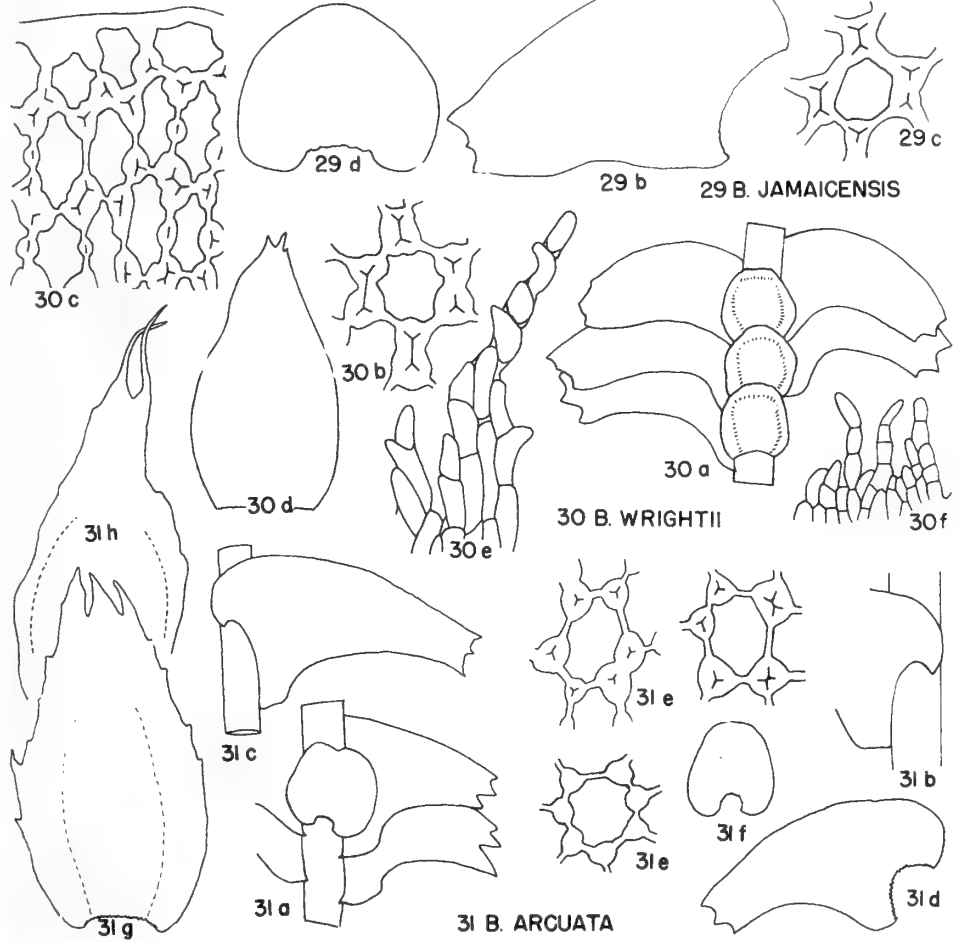 29 d
29 b
29 c
29 B. JAMAICENSIS
30 c
30 b
30 a
30 d
30 e
30 B. WRIGHTII
30 f
31 h
31 c
31 e
31 b
31 f
31 e
31 d
31 a
31 g
31 B. ARCUATA